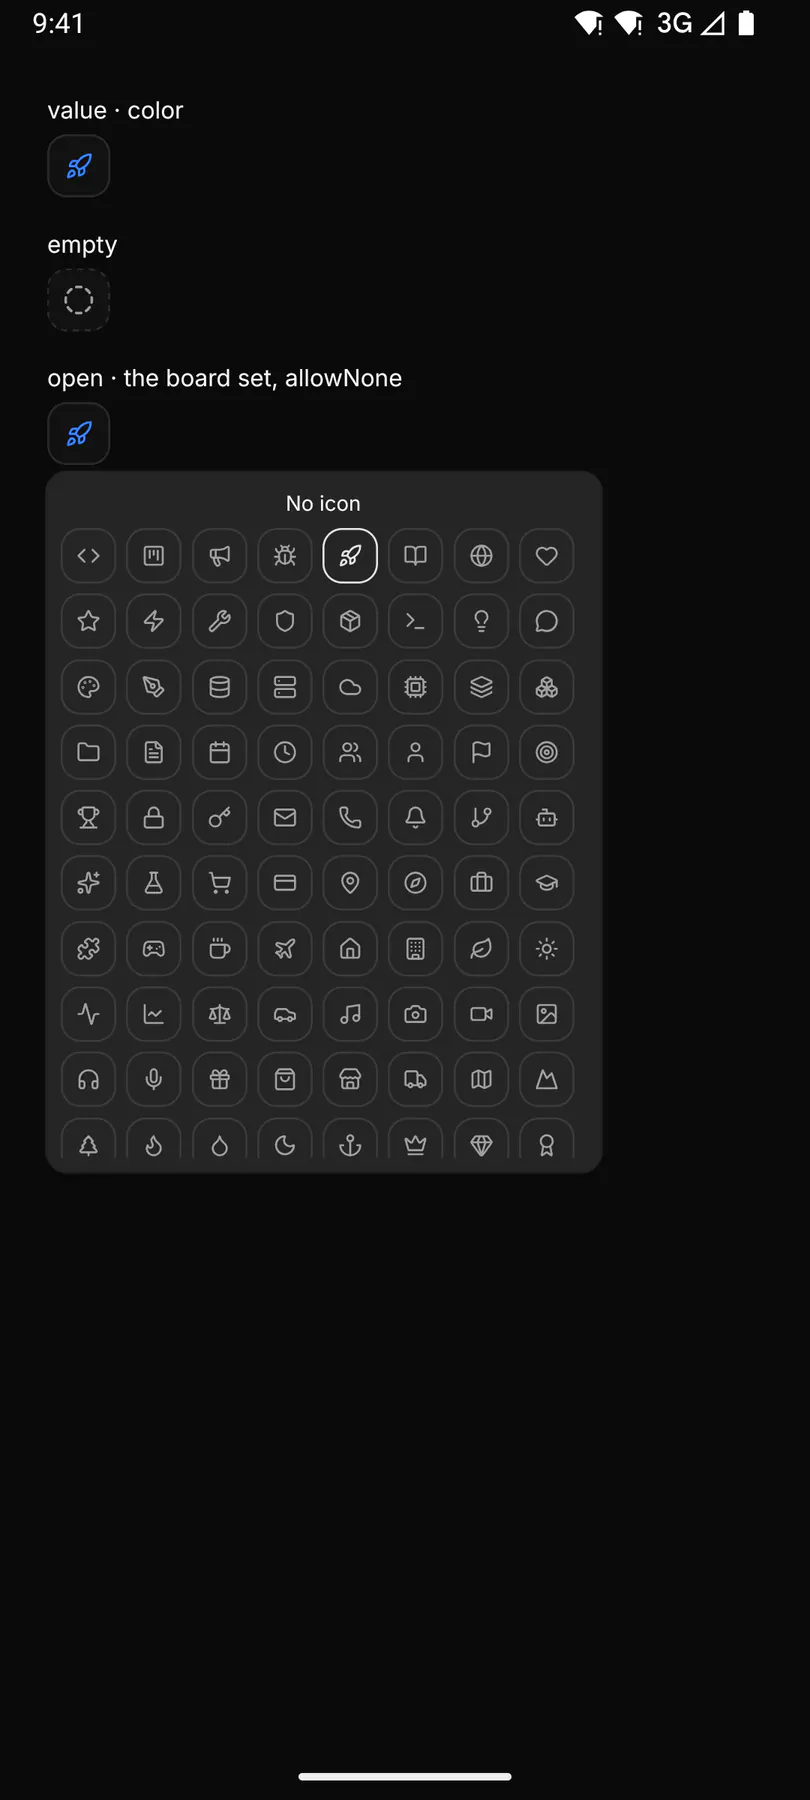 9:41
3G
value · color
empty
open · the board set, allowNone
No icon